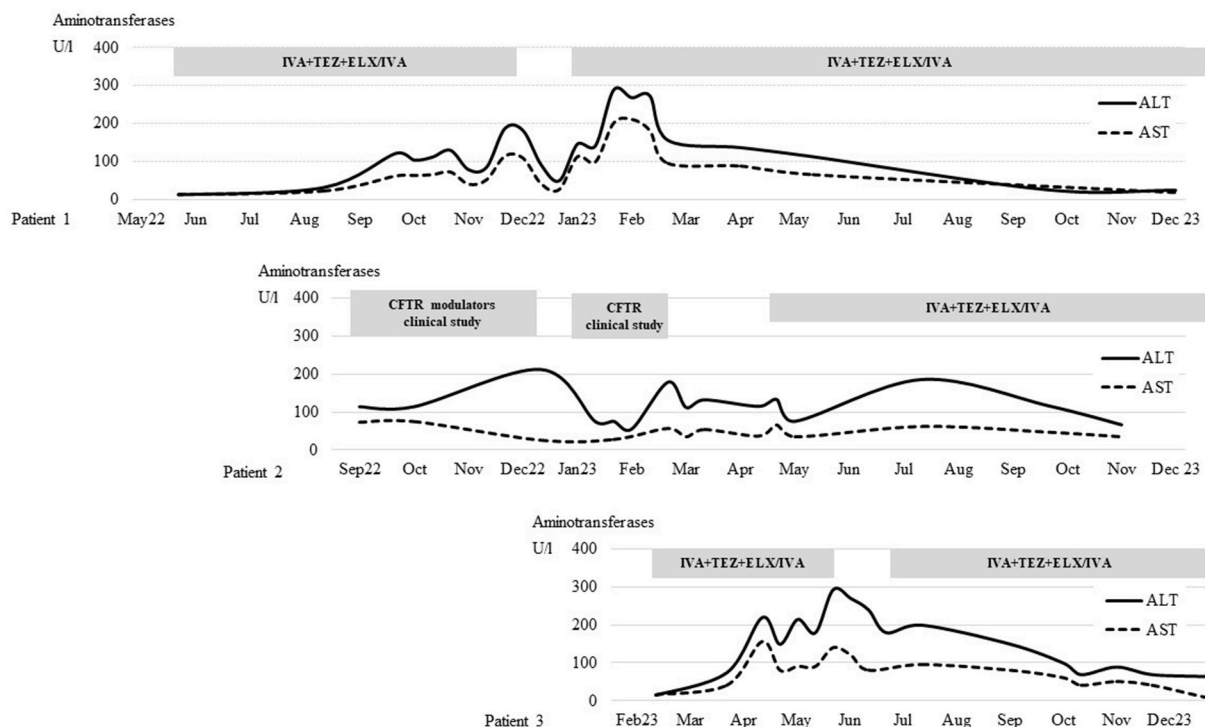 Aminotransferases
U/l
400
IVA+TEZ+ELX/IVA
IVA+TEZ+ELX/IVA
300
ALT
200
AST
100
0
Patient 1
May22 Jun Jul Aug Sep Oct Nov Dec22 Jan23 Feb Mar Apr May Jun Jul Aug Sep Oct Nov Dec 23
Aminotransferases
U/l
400
CFTR modulators
clinical study
CFTR
clinical study
IVA+TEZ+ELX/IVA
300
ALT
200
AST
100
0
Patient 2
Sep22 Oct Nov Dec22 Jan23 Feb Mar Apr May Jun Jul Aug Sep Oct Nov Dec 23
Aminotransferases
U/l
400
IVA+TEZ+ELX/IVA
IVA+TEZ+ELX/IVA
300
ALT
200
AST
100
0
Patient 3
Feb23 Mar Apr May Jun Jul Aug Sep Oct Nov Dec23